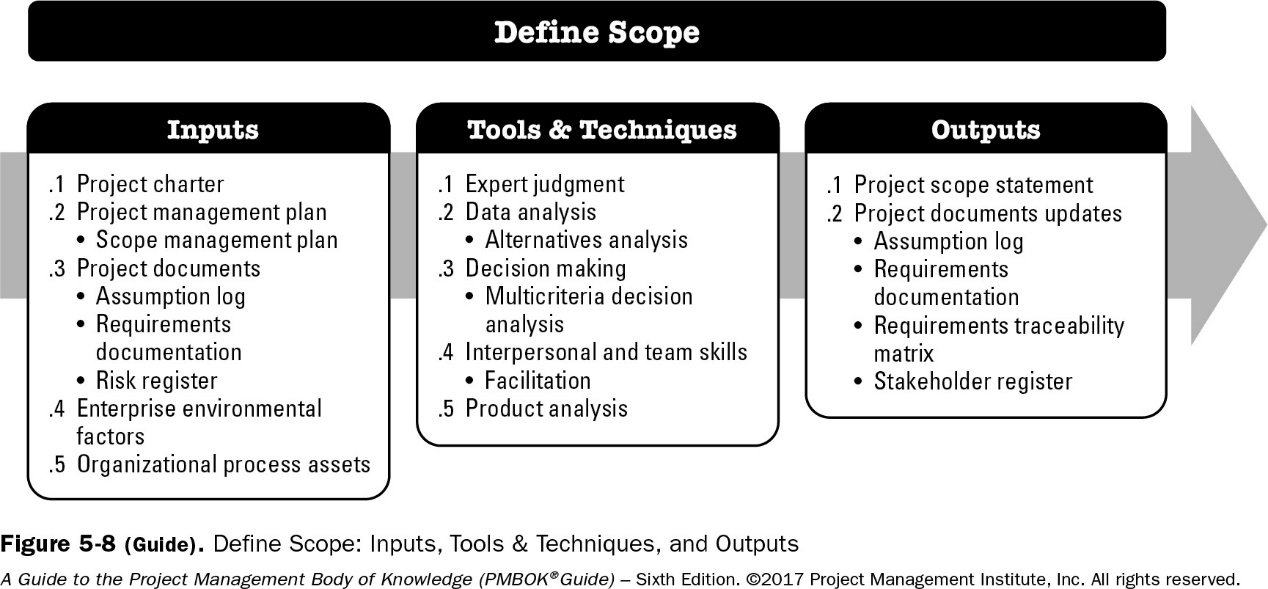 Define Scope
Inputs
.1 Project charter
.2 Project management plan
• Scope management plan
.3 Project documents
• Assumption log
• Requirements
documentation
• Risk register
.4 Enterprise environmental
factors
.5 Organizational process assets
Tools & Techniques
.1 Expert judgment
.2 Data analysis
• Alternatives analysis
.3 Decision making
• Multicriteria decision
analysis
.4 Interpersonal and team skills
• Facilitation
.5 Product analysis
Outputs
.1 Project scope statement
.2 Project documents updates
• Assumption log
• Requirements
documentation
• Requirements traceability
matrix
• Stakeholder register
Figure 5-8 (Guide). Define Scope: Inputs, Tools & Techniques, and Outputs
A Guide to the Project Management Body of Knowledge (PMBOK® Guide) – Sixth Edition. ©2017 Project Management Institute, Inc. All rights reserved.